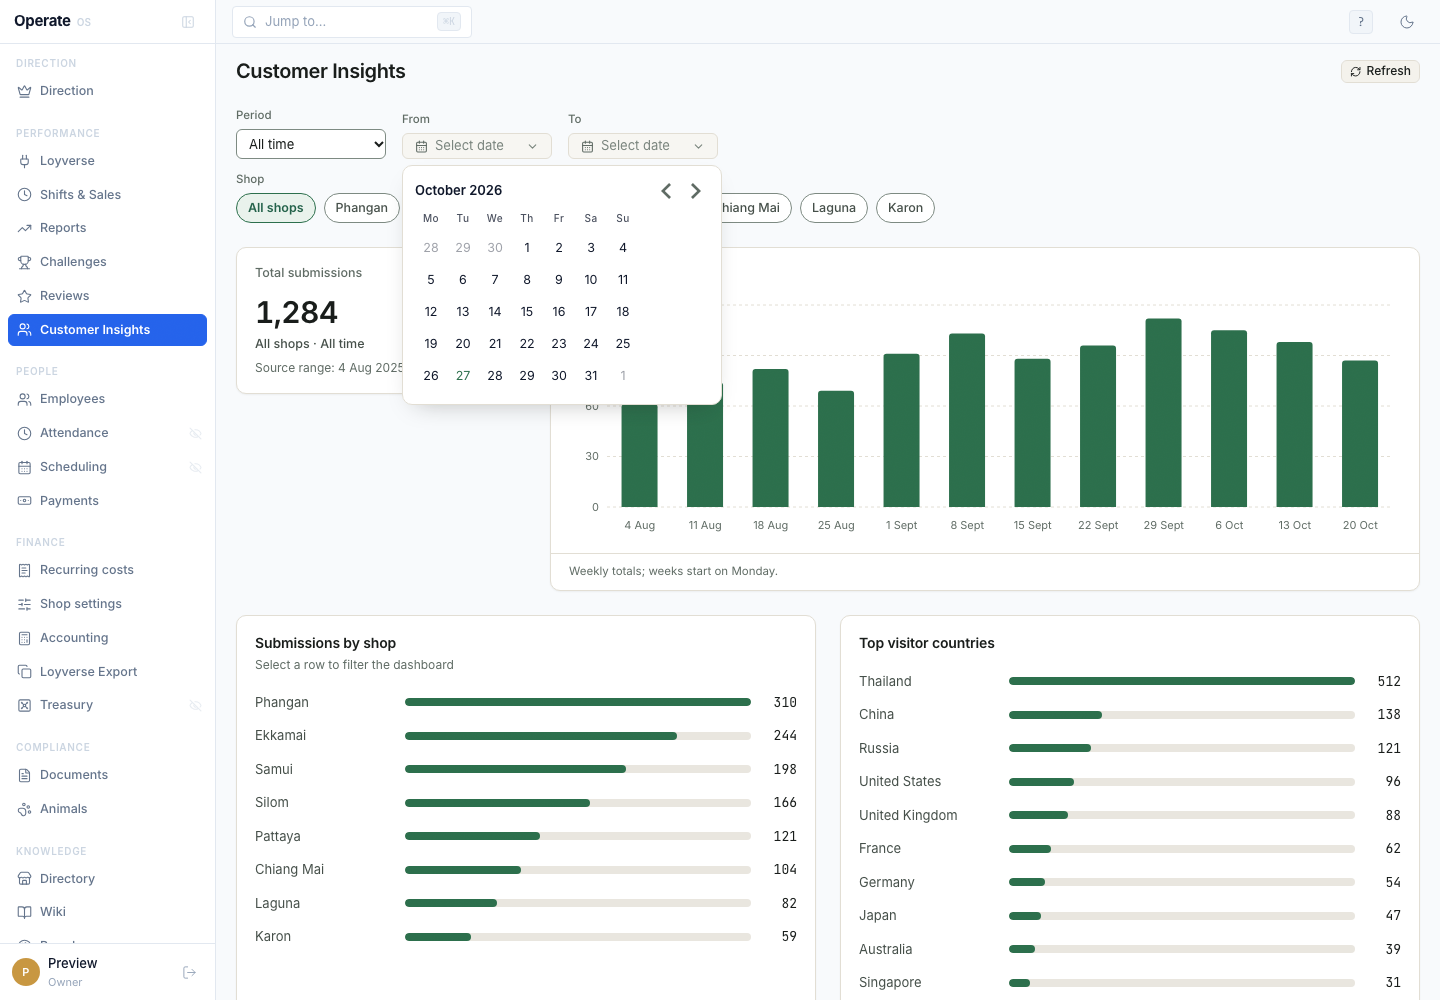 Operate OS
Jump to...
⌘K
?
DIRECTION
Direction
PERFORMANCE
Loyverse
Shifts & Sales
Reports
Challenges
Reviews
Customer Insights
PEOPLE
Employees
Attendance
Scheduling
Payments
FINANCE
Recurring costs
Shop settings
Accounting
Loyverse Export
Treasury
COMPLIANCE
Documents
Animals
KNOWLEDGE
Directory
Wiki
P
Preview
Owner
Customer Insights
Refresh
Period
From
To
All time
Select date
Select date
Shop
All shops
Phangan
hiang Mai
Laguna
Karon
October 2026
Mo Tu We Th Fr Sa Su
28 29 30 1 2 3 4
5 6 7 8 9 10 11
12 13 14 15 16 17 18
19 20 21 22 23 24 25
26 27 28 29 30 31 1
Total submissions
1,284
All shops · All time
Source range: 4 Aug 2025
60
30
0
4 Aug 11 Aug 18 Aug 25 Aug 1 Sept 8 Sept 15 Sept 22 Sept 29 Sept 6 Oct 13 Oct 20 Oct
Weekly totals; weeks start on Monday.
Submissions by shop
Select a row to filter the dashboard
Phangan 310
Ekkamai 244
Samui 198
Silom 166
Pattaya 121
Chiang Mai 104
Laguna 82
Karon 59
Top visitor countries
Thailand 512
China 138
Russia 121
United States 96
United Kingdom 88
France 62
Germany 54
Japan 47
Australia 39
Singapore 31